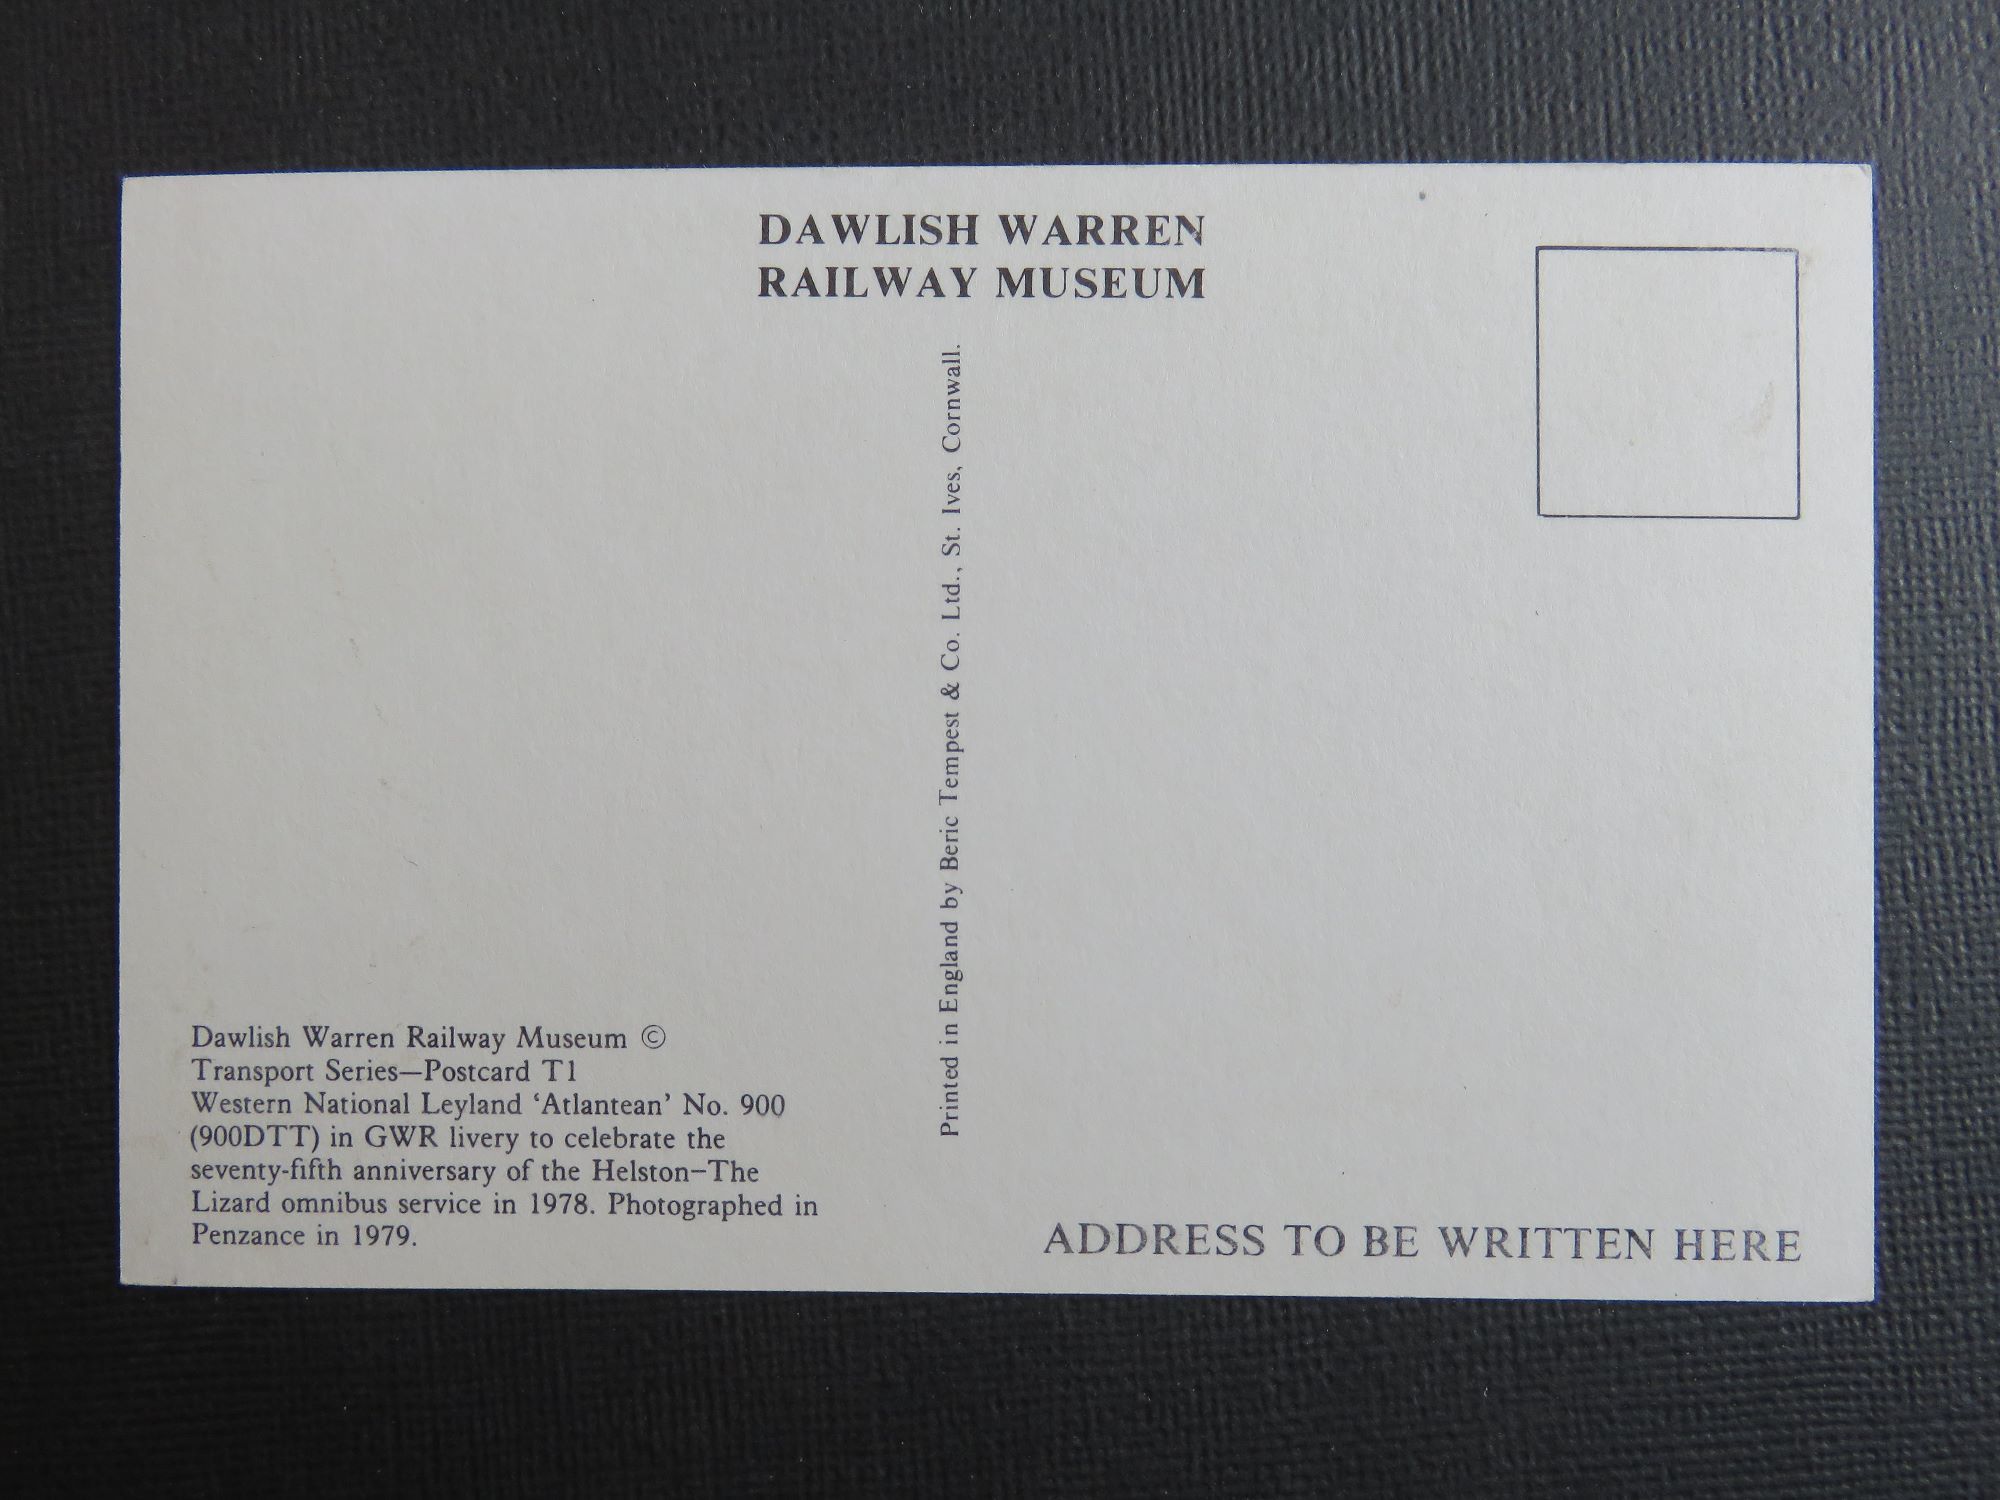 DAWLISH WARREN
RAILWAY MUSEUM
Printed in England by Beric Tempest & Co. Ltd., St. Ives, Cornwall.
Dawlish Warren Railway Museum ©
Transport Series—Postcard T1
Western National Leyland ‘Atlantean’ No. 900
(900DTT) in GWR livery to celebrate the
seventy-fifth anniversary of the Helston–The
Lizard omnibus service in 1978. Photographed in
Penzance in 1979.
ADDRESS TO BE WRITTEN HERE